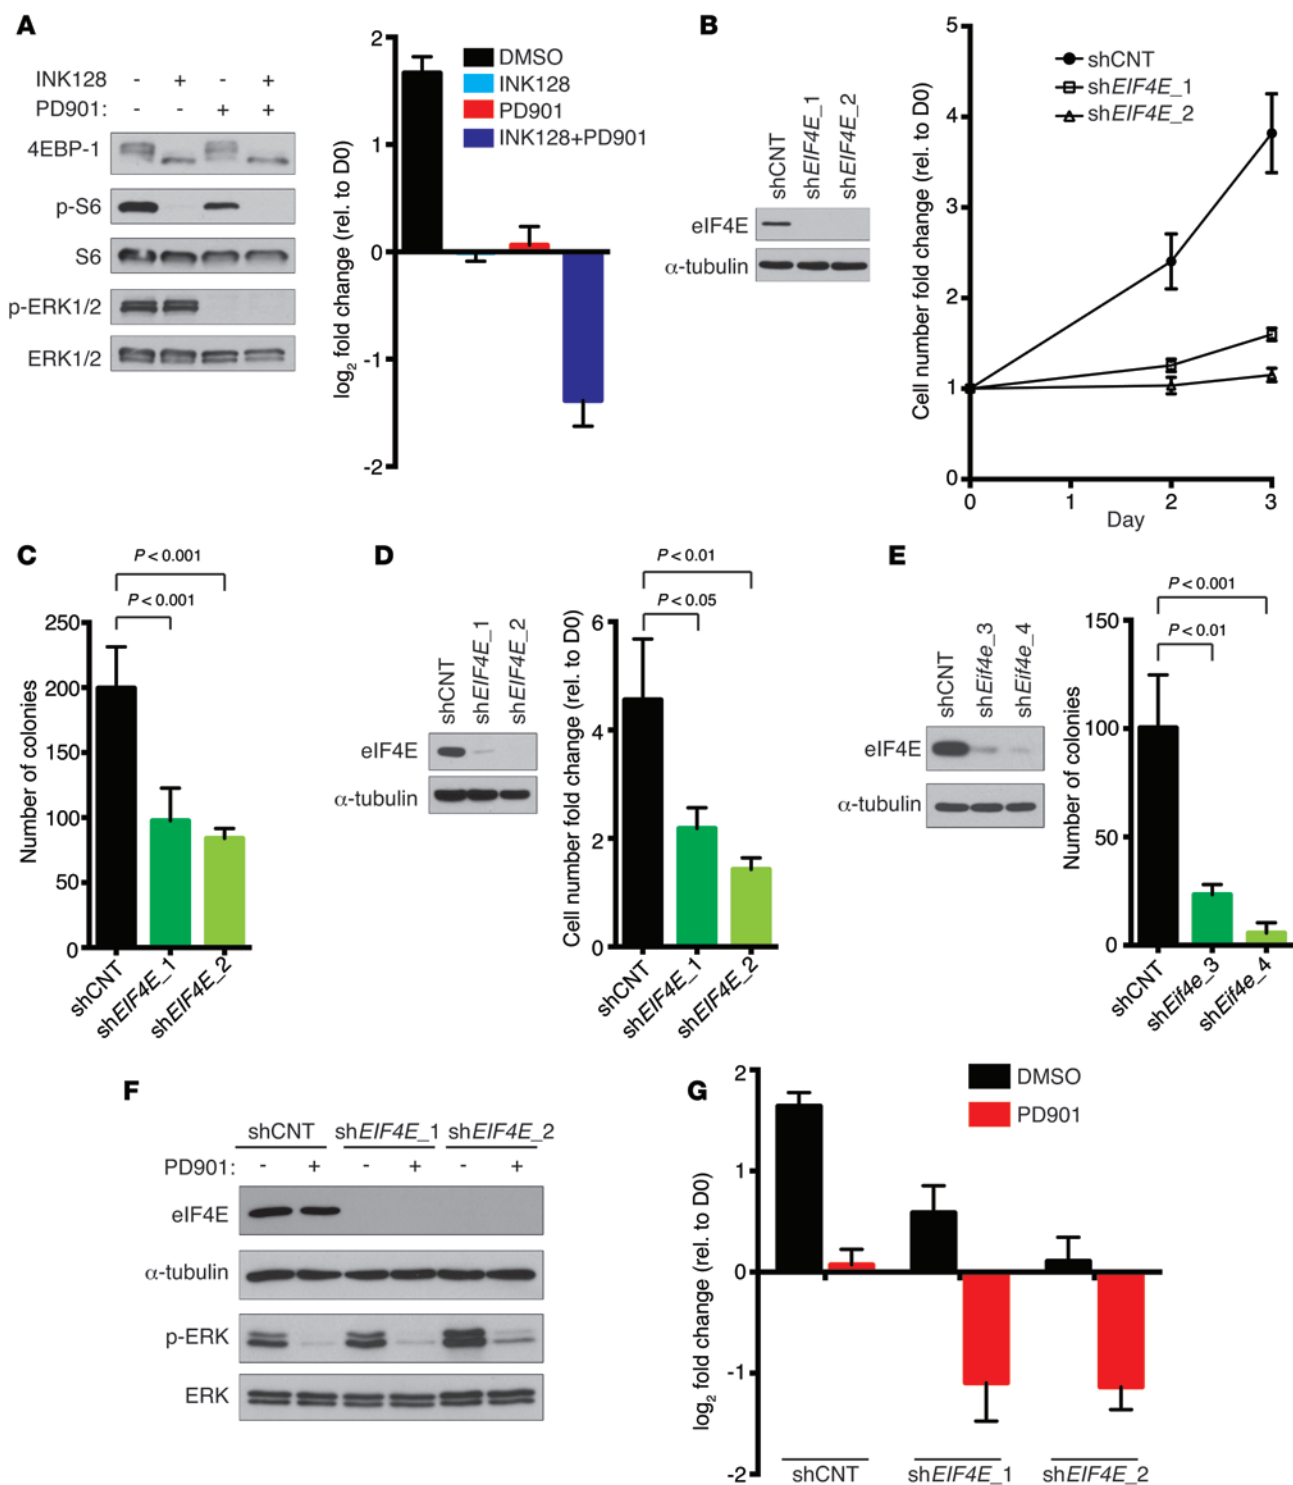 A
INK128 - + - +
PD901: - - + +
4EBP-1
p-S6
S6
p-ERK1/2
ERK1/2
log2 fold change (rel. to D0)
2
1
0
-1
-2
DMSO
INK128
PD901
INK128+PD901
B
shCNT
shEIF4E_1
shEIF4E_2
eIF4E
α-tubulin
Cell number fold change (rel. to D0)
5
4
3
2
1
0
0 1 2 3
Day
shCNT
shEIF4E_1
shEIF4E_2
C
P < 0.001
P < 0.001
Number of colonies
250
200
150
100
50
0
shCNT
shEIF4E_1
shEIF4E_2
D
shCNT
shEIF4E_1
shEIF4E_2
eIF4E
α-tubulin
P < 0.01
P < 0.05
Cell number fold change (rel. to D0)
6
4
2
0
shCNT
shEIF4E_1
shEIF4E_2
E
shCNT
shEif4e_3
shEif4e_4
eIF4E
α-tubulin
P < 0.001
P < 0.01
Number of colonies
150
100
50
0
shCNT
shEif4e_3
shEif4e_4
F
shCNT shEIF4E_1 shEIF4E_2
PD901: - + - + - +
eIF4E
α-tubulin
p-ERK
ERK
G
log2 fold change (rel. to D0)
2
1
0
-1
-2
DMSO
PD901
shCNT shEIF4E_1 shEIF4E_2